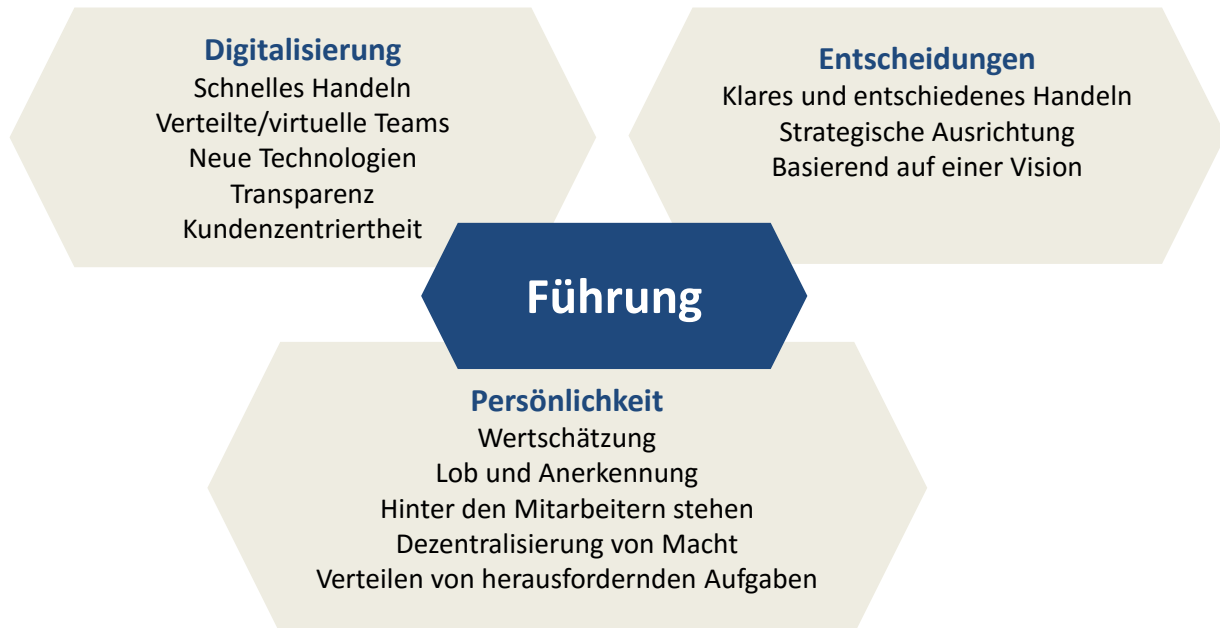 Digitalisierung
Schnelles Handeln
Verteilte/virtuelle Teams
Neue Technologien
Transparenz
Kundenzentriertheit
Entscheidungen
Klares und entschiedenes Handeln
Strategische Ausrichtung
Basierend auf einer Vision
Führung
Persönlichkeit
Wertschätzung
Lob und Anerkennung
Hinter den Mitarbeitern stehen
Dezentralisierung von Macht
Verteilen von herausfordernden Aufgaben